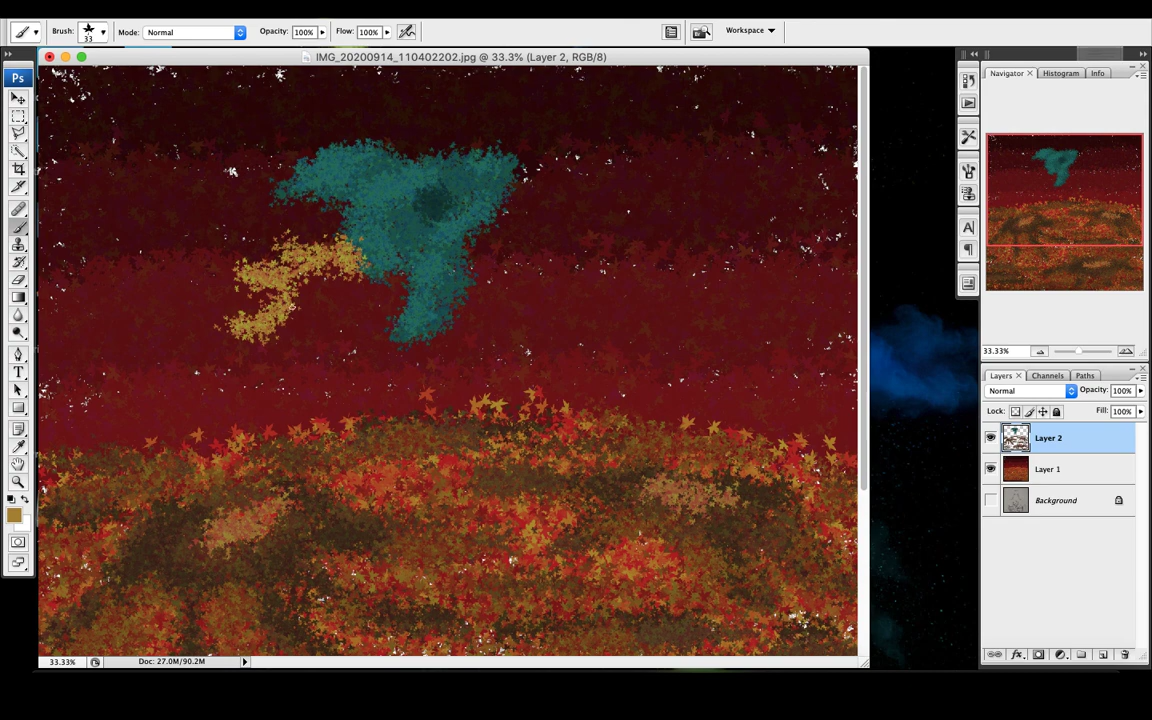 Brush: 33 Mode: Normal Opacity: 100% Flow: 100% Workspace
IMG_20200914_110402202.jpg @ 33.3% (Layer 2, RGB/8)
Ps
Navigator Histogram Info
33.33%
Layers Channels Paths
Normal Opacity: 100%
Lock: Fill: 100%
Layer 2
Layer 1
Background
33.33% Doc: 27.0M/90.2M